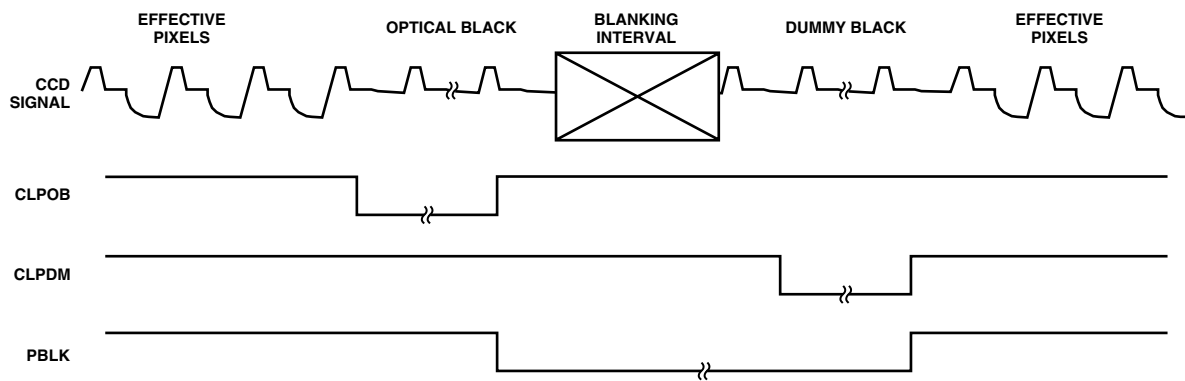 EFFECTIVE
PIXELS
OPTICAL BLACK
BLANKING
INTERVAL
DUMMY BLACK
EFFECTIVE
PIXELS
CCD
SIGNAL
CLPOB
CLPDM
PBLK